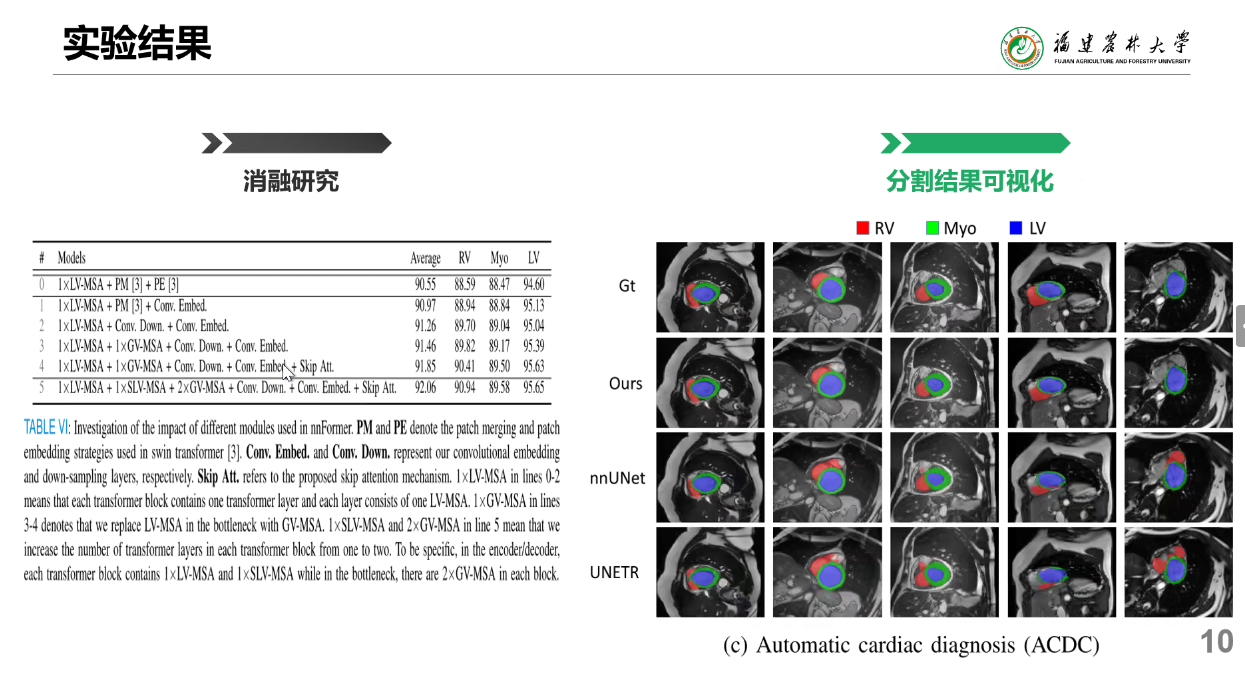 实验结果
福建农林大学
FUJIAN AGRICULTURE AND FORESTRY UNIVERSITY
消融研究
# Models Average RV Myo LV
0 1×LV-MSA + PM [3] + PE [3] 90.55 88.59 88.47 94.60
1 1×LV-MSA + PM [3] + Conv. Embed. 90.97 88.94 88.84 95.13
2 1×LV-MSA + Conv. Down. + Conv. Embed. 91.26 89.70 89.04 95.04
3 1×LV-MSA + 1×GV-MSA + Conv. Down. + Conv. Embed. 91.46 89.82 89.17 95.39
4 1×LV-MSA + 1×GV-MSA + Conv. Down. + Conv. Embed. + Skip Att. 91.85 90.41 89.50 95.63
5 1×LV-MSA + 1×SLV-MSA + 2×GV-MSA + Conv. Down. + Conv. Embed. + Skip Att. 92.06 90.94 89.58 95.65
TABLE VI: Investigation of the impact of different modules used in nnFormer. PM and PE denote the patch merging and patch
embedding strategies used in swin transformer [3]. Conv. Embed. and Conv. Down. represent our convolutional embedding
and down-sampling layers, respectively. Skip Att. refers to the proposed skip attention mechanism. 1×LV-MSA in lines 0-2
means that each transformer block contains one transformer layer and each layer consists of one LV-MSA. 1×GV-MSA in lines
3-4 denotes that we replace LV-MSA in the bottleneck with GV-MSA. 1×SLV-MSA and 2×GV-MSA in line 5 mean that we
increase the number of transformer layers in each transformer block from one to two. To be specific, in the encoder/decoder,
each transformer block contains 1×LV-MSA and 1×SLV-MSA while in the bottleneck, there are 2×GV-MSA in each block.
分割结果可视化
RV Myo LV
Gt
Ours
nnUNet
UNETR
(c) Automatic cardiac diagnosis (ACDC)
10